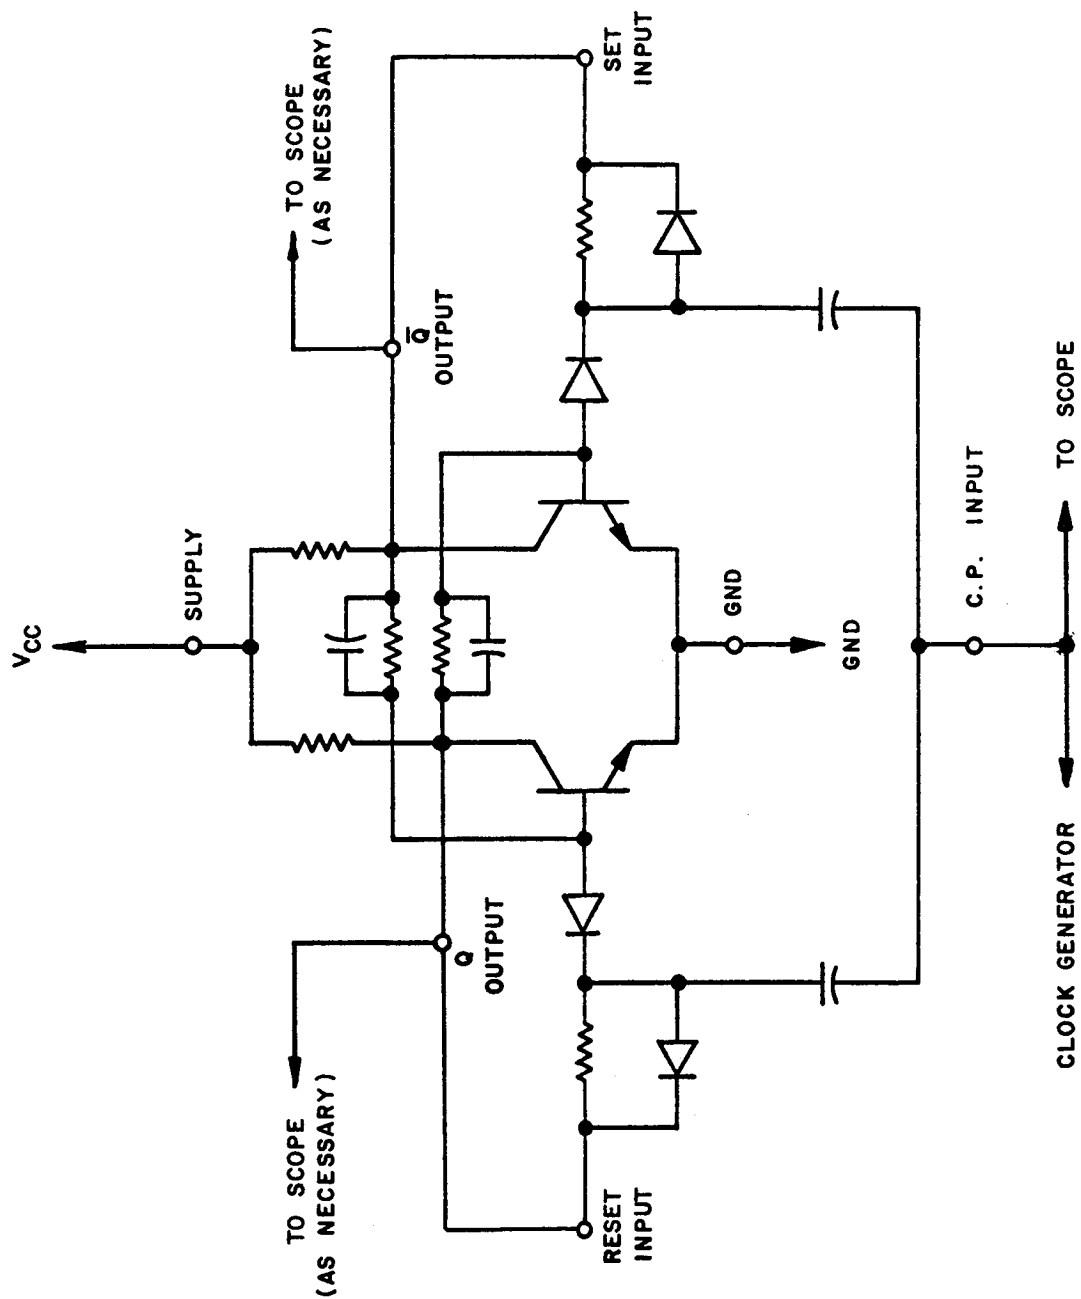 VCC
SUPPLY
TO SCOPE
(AS NECESSARY)
TO SCOPE
(AS NECESSARY)
Q
OUTPUT
Q̅
OUTPUT
RESET
INPUT
SET
INPUT
GND
GND
C.P. INPUT
CLOCK GENERATOR
TO SCOPE